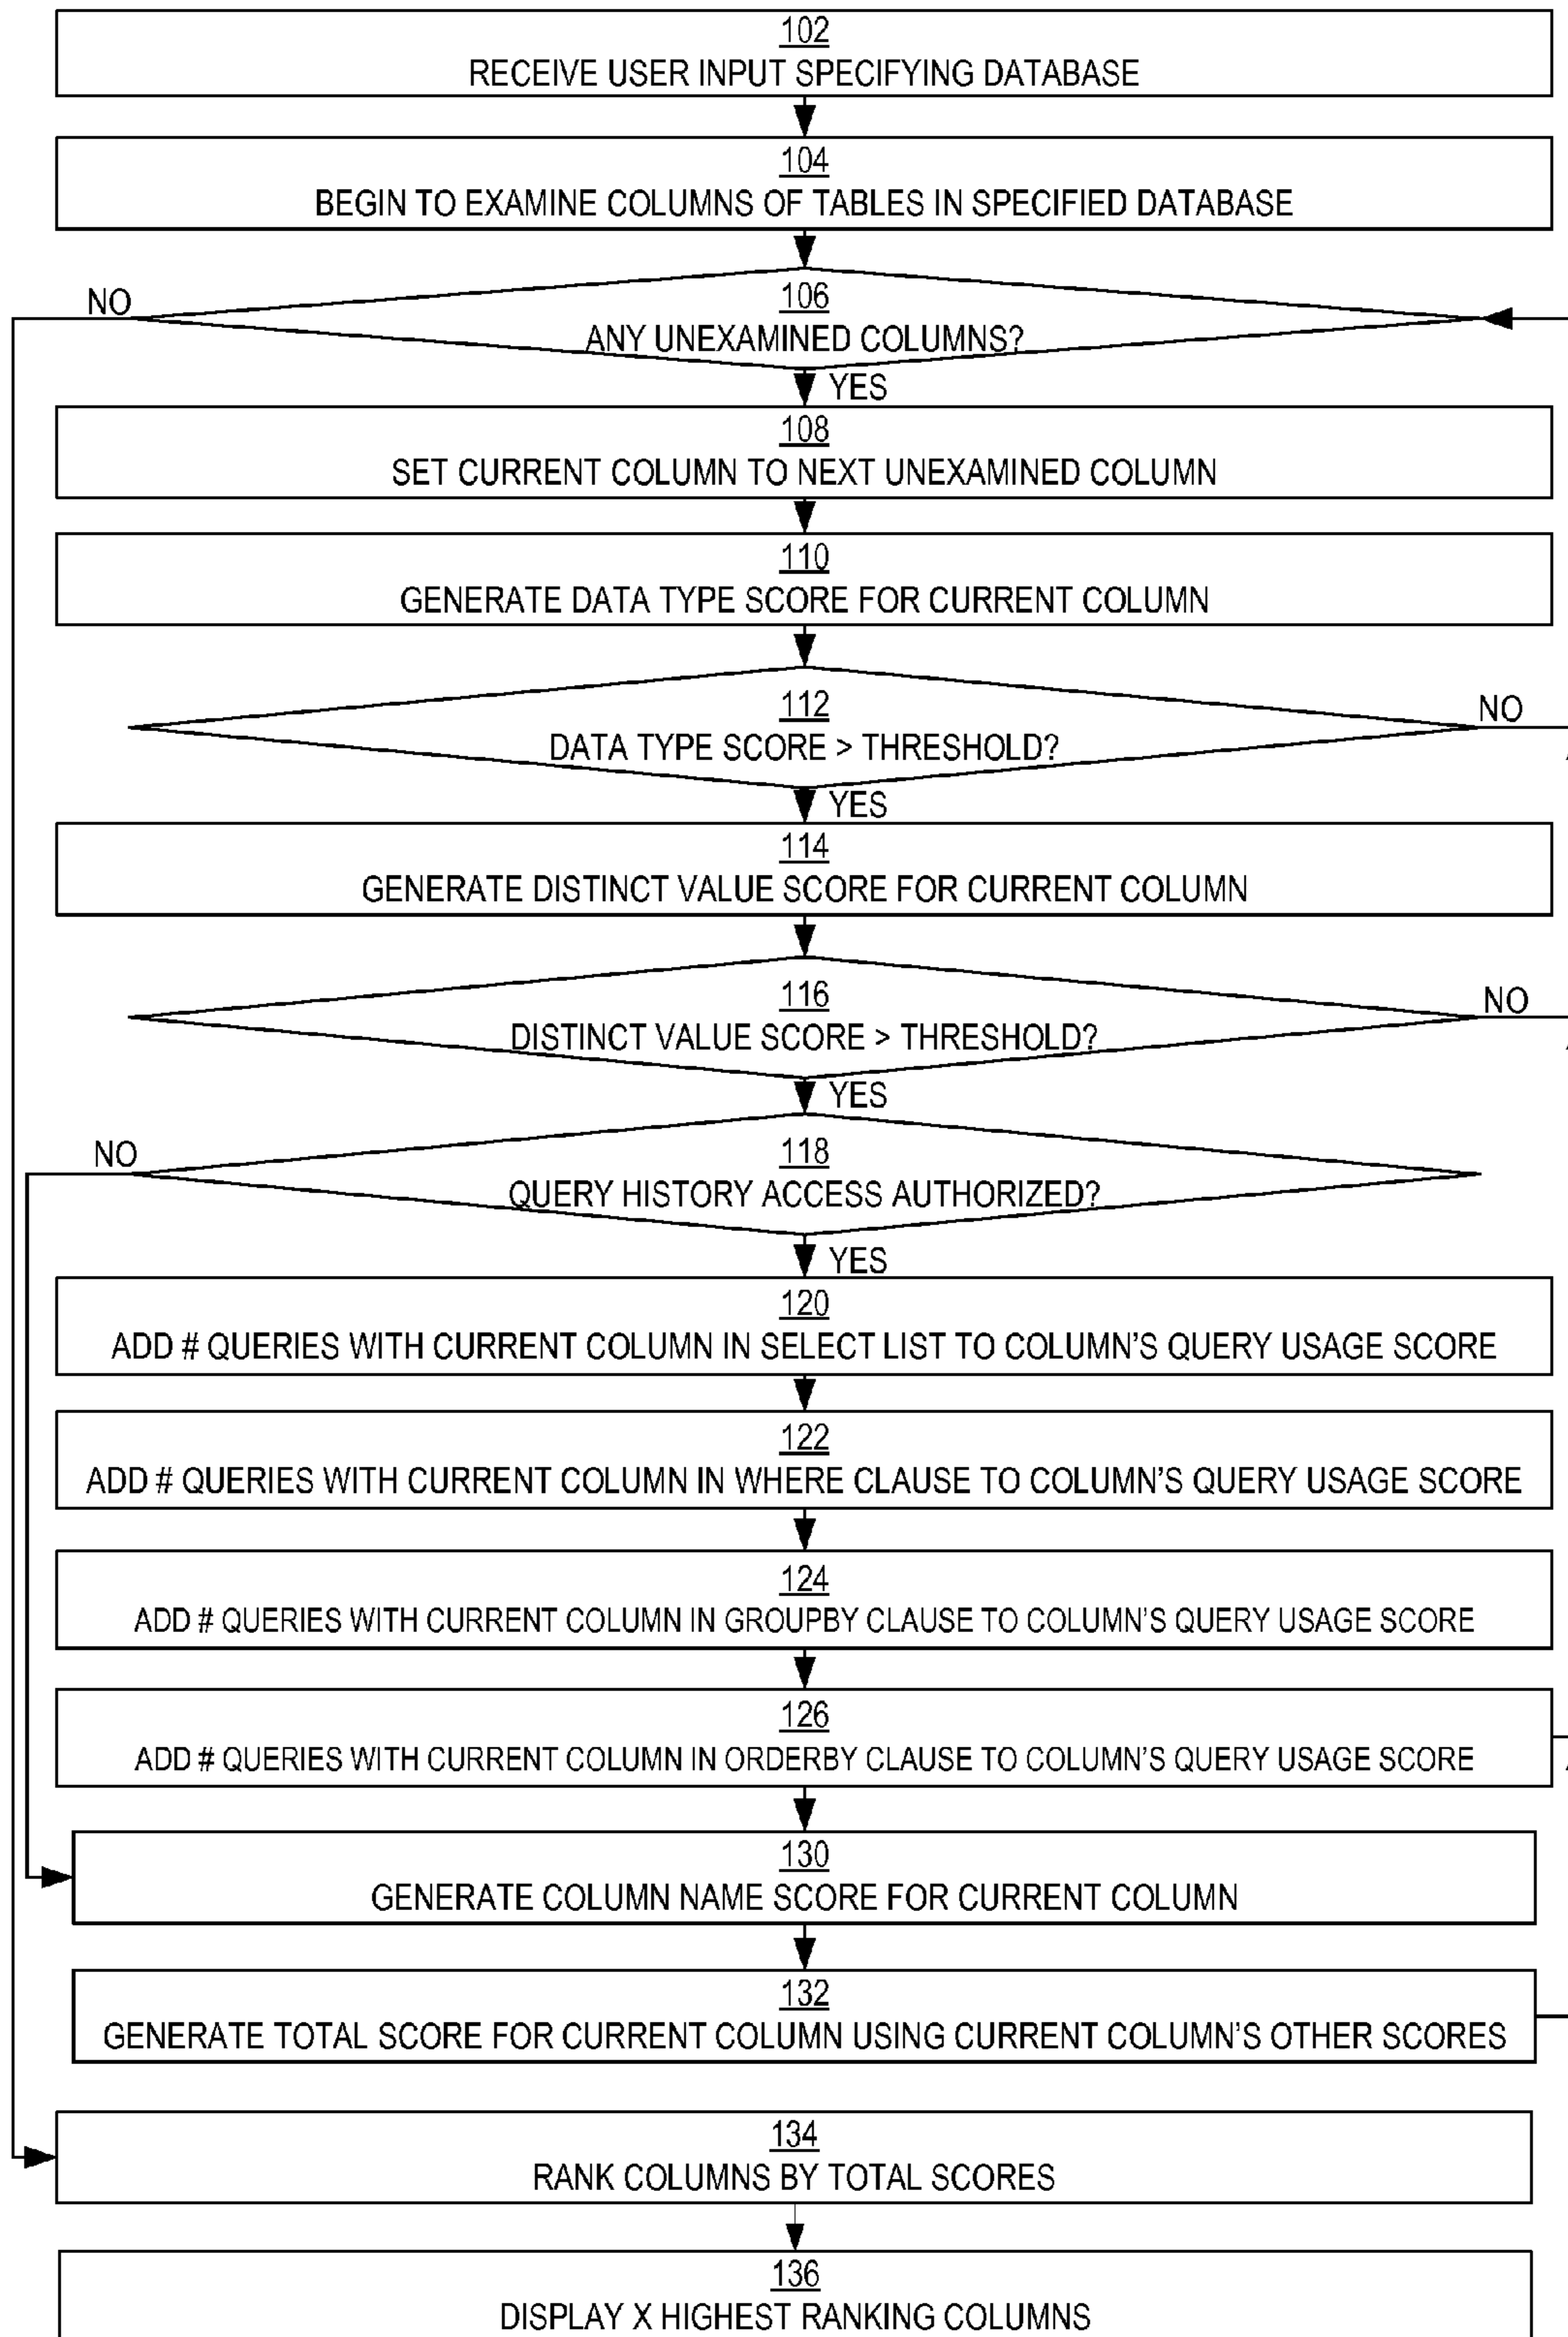 102
RECEIVE USER INPUT SPECIFYING DATABASE
104
BEGIN TO EXAMINE COLUMNS OF TABLES IN SPECIFIED DATABASE
NO
106
ANY UNEXAMINED COLUMNS?
YES
108
SET CURRENT COLUMN TO NEXT UNEXAMINED COLUMN
110
GENERATE DATA TYPE SCORE FOR CURRENT COLUMN
112
NO
DATA TYPE SCORE > THRESHOLD?
YES
114
GENERATE DISTINCT VALUE SCORE FOR CURRENT COLUMN
116
NO
DISTINCT VALUE SCORE > THRESHOLD?
YES
NO
118
QUERY HISTORY ACCESS AUTHORIZED?
YES
120
ADD # QUERIES WITH CURRENT COLUMN IN SELECT LIST TO COLUMN'S QUERY USAGE SCORE
122
ADD # QUERIES WITH CURRENT COLUMN IN WHERE CLAUSE TO COLUMN'S QUERY USAGE SCORE
124
ADD # QUERIES WITH CURRENT COLUMN IN GROUPBY CLAUSE TO COLUMN'S QUERY USAGE SCORE
126
ADD # QUERIES WITH CURRENT COLUMN IN ORDERBY CLAUSE TO COLUMN'S QUERY USAGE SCORE
130
GENERATE COLUMN NAME SCORE FOR CURRENT COLUMN
132
GENERATE TOTAL SCORE FOR CURRENT COLUMN USING CURRENT COLUMN'S OTHER SCORES
134
RANK COLUMNS BY TOTAL SCORES
136
DISPLAY X HIGHEST RANKING COLUMNS